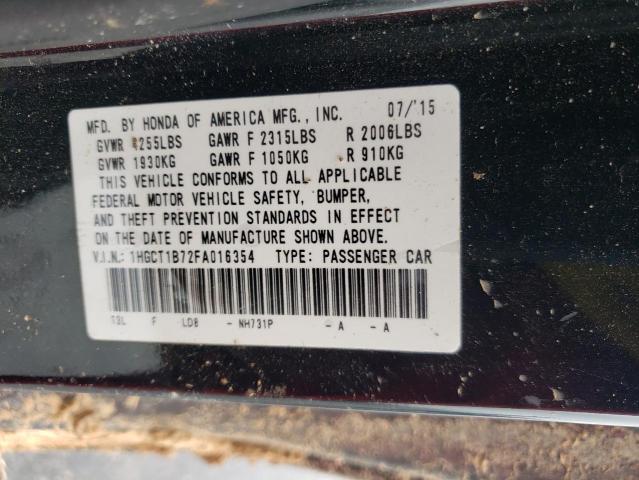 MFD. BY HONDA OF AMERICA MFG., INC. 07/'15
GVWR 4255LBS GAWR F 2315LBS R 2006LBS
GVWR 1930KG GAWR F 1050KG R 910KG
THIS VEHICLE CONFORMS TO ALL APPLICABLE
FEDERAL MOTOR VEHICLE SAFETY, BUMPER,
AND THEFT PREVENTION STANDARDS IN EFFECT
ON THE DATE OF MANUFACTURE SHOWN ABOVE.
V.I.N.: 1HGCT1B72FA016354 TYPE: PASSENGER CAR
T3L F LDB - NH731P - A - A